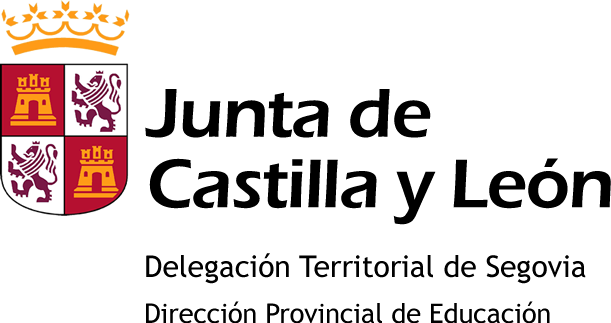 Junta de
Castilla y León
Delegación Territorial de Segovia
Dirección Provincial de Educación